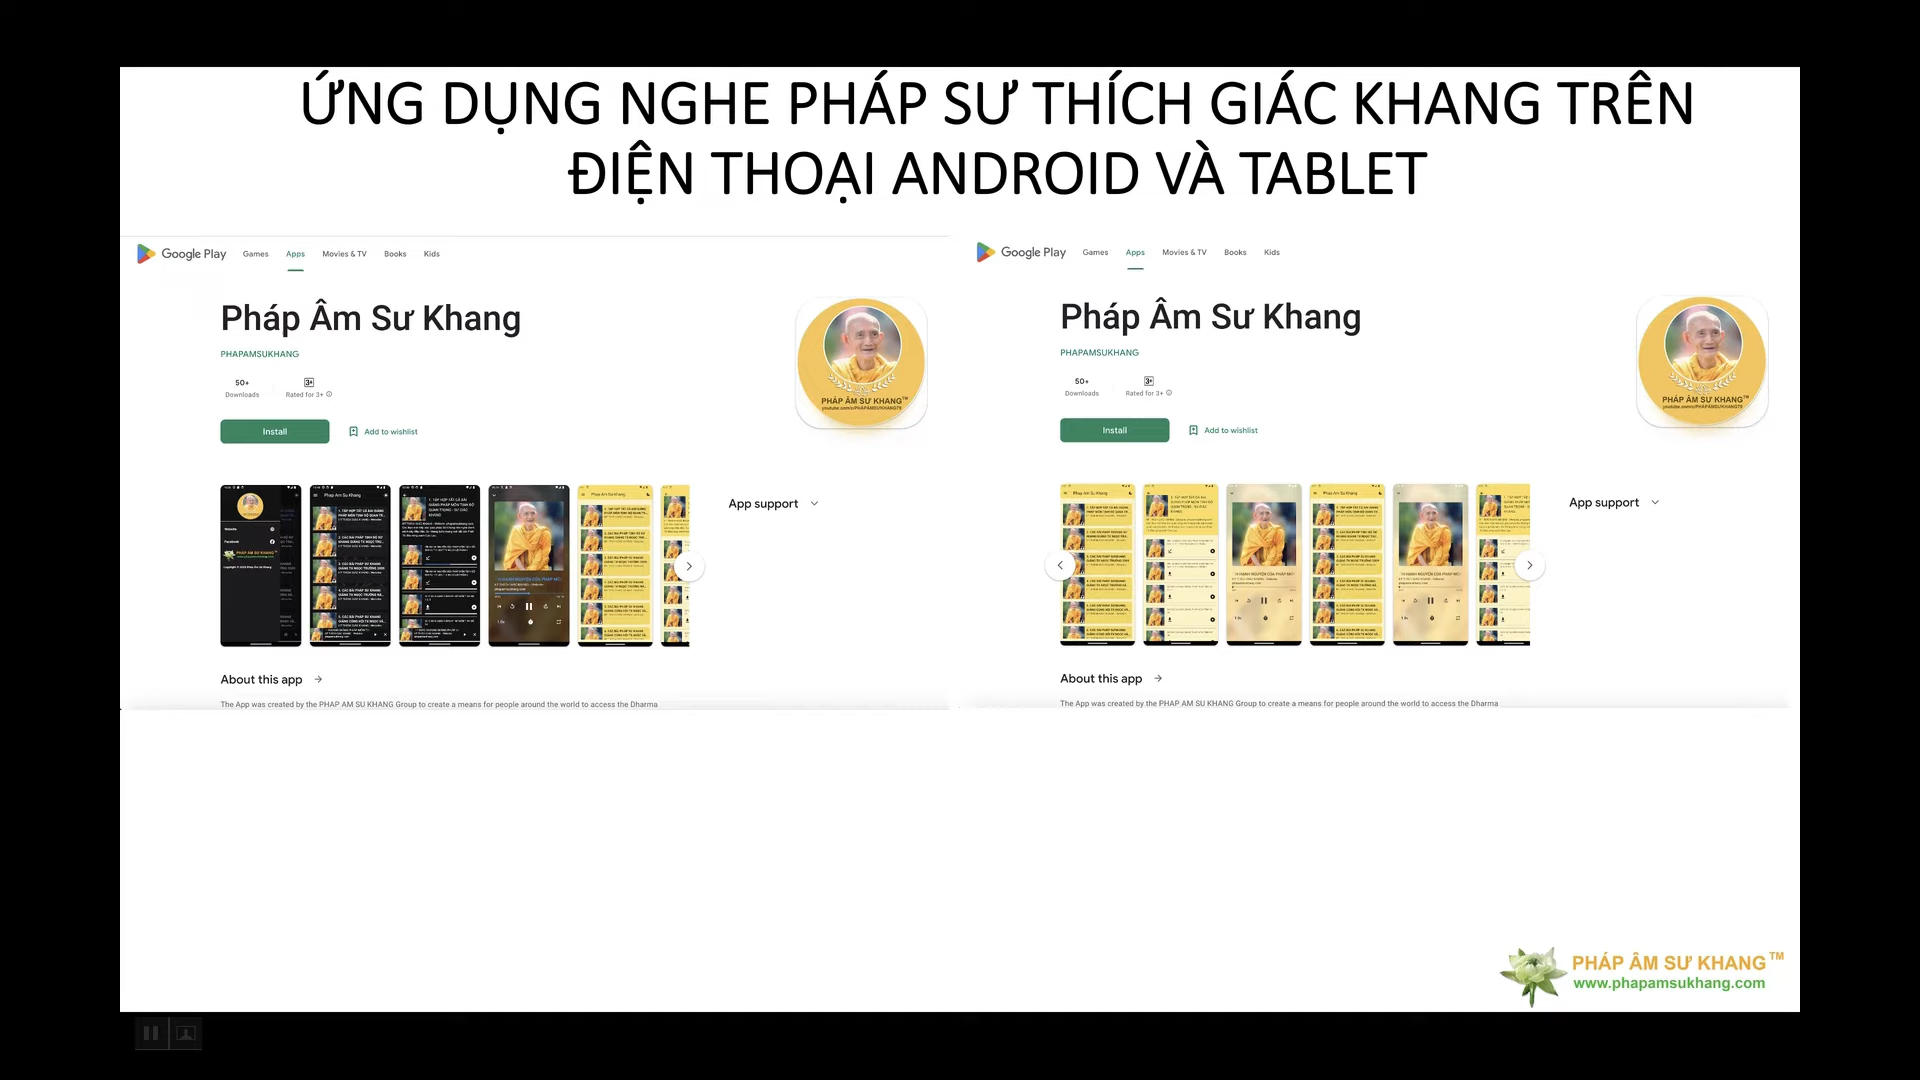 ỨNG DỤNG NGHE PHÁP SƯ THÍCH GIÁC KHANG TRÊN
ĐIỆN THOẠI ANDROID VÀ TABLET
Google Play Games Apps Movies & TV Books Kids
Pháp Âm Sư Khang
PHAPAMSUKHANG
50+
Downloads
3+
Rated for 3+
Install
Add to wishlist
PHÁP ÂM SƯ KHANG™
App support
About this app
The App was created by the PHAP AM SU KHANG Group to create a means for people around the world to access the Dharma
Google Play Games Apps Movies & TV Books Kids
Pháp Âm Sư Khang
PHAPAMSUKHANG
50+
Downloads
3+
Rated for 3+
Install
Add to wishlist
PHÁP ÂM SƯ KHANG™
App support
About this app
The App was created by the PHAP AM SU KHANG Group to create a means for people around the world to access the Dharma
PHÁP ÂM SƯ KHANG™
www.phapamsukhang.com